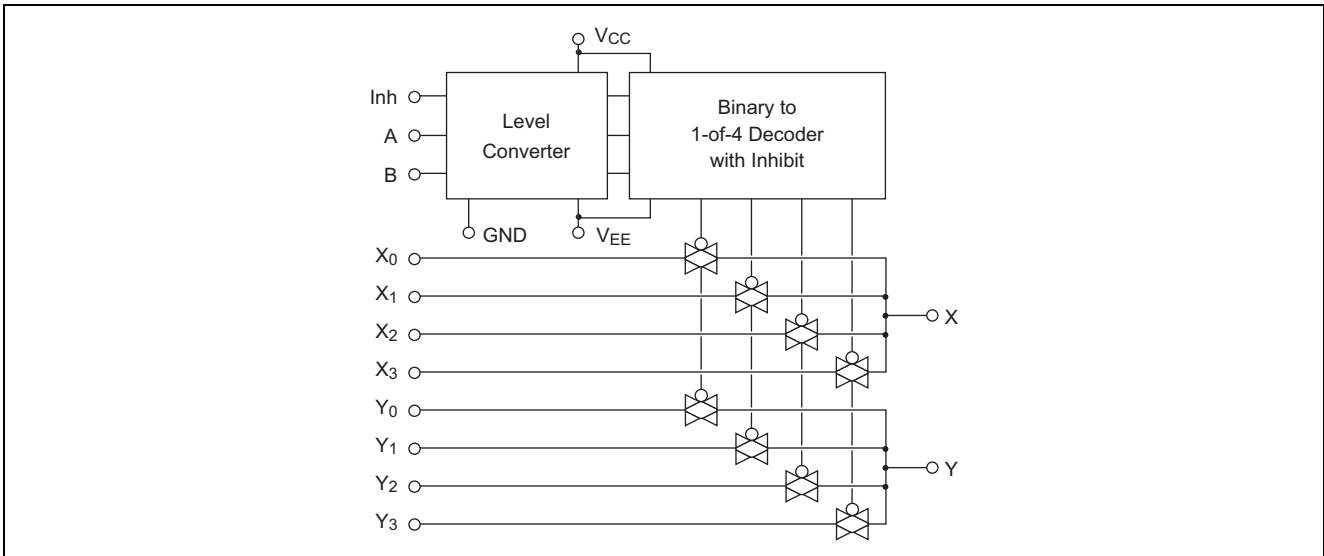 VCC
Inh
A
B
Level
Converter
Binary to
1-of-4 Decoder
with Inhibit
GND
VEE
X0
X1
X2
X3
X
Y0
Y1
Y2
Y3
Y